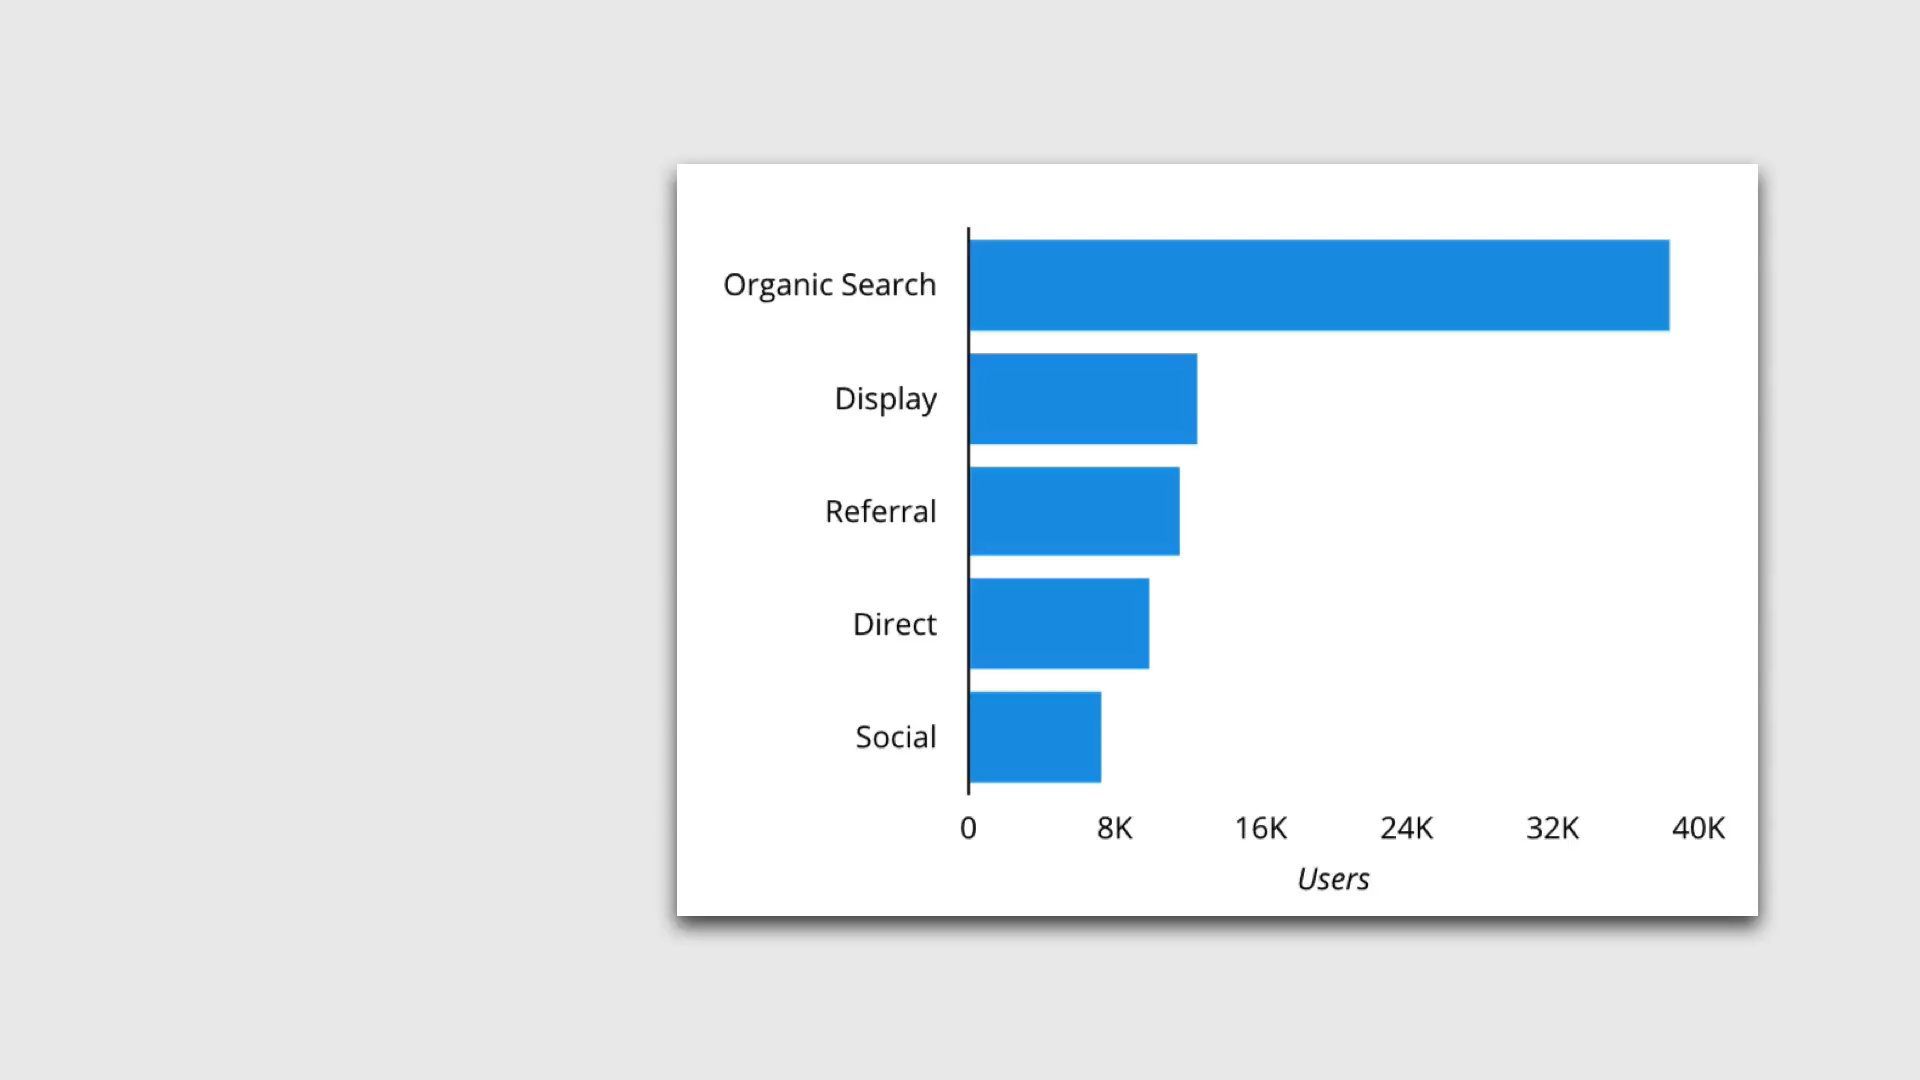 Organic Search
Display
Referral
Direct
Social
0 8K 16K 24K 32K 40K
Users